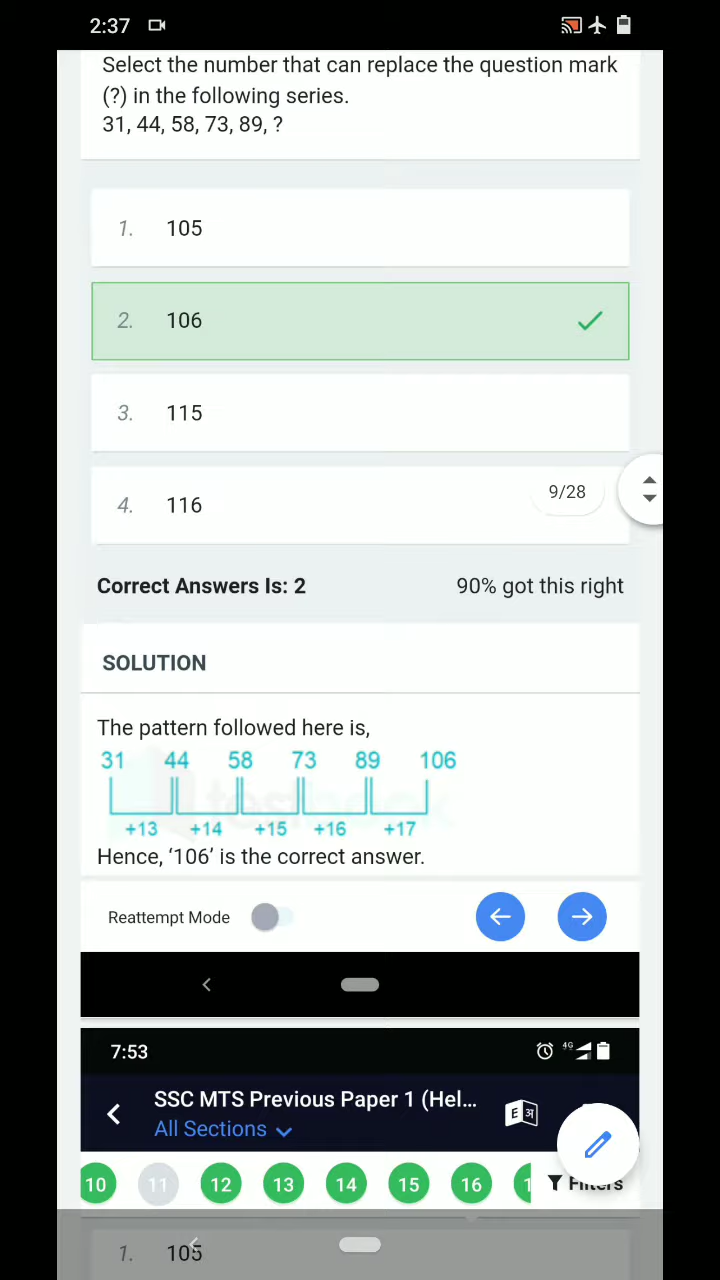 2:37
Select the number that can replace the question mark
(?) in the following series.
31, 44, 58, 73, 89, ?
1. 105
2. 106
3. 115
4. 116
9/28
Correct Answers Is: 2 90% got this right
SOLUTION
The pattern followed here is,
31 44 58 73 89 106
+13 +14 +15 +16 +17
Hence, ‘106’ is the correct answer.
Reattempt Mode
7:53
4G
SSC MTS Previous Paper 1 (Hel...
E अ
All Sections
10 11 12 13 14 15 16 1 Filters
1. 105